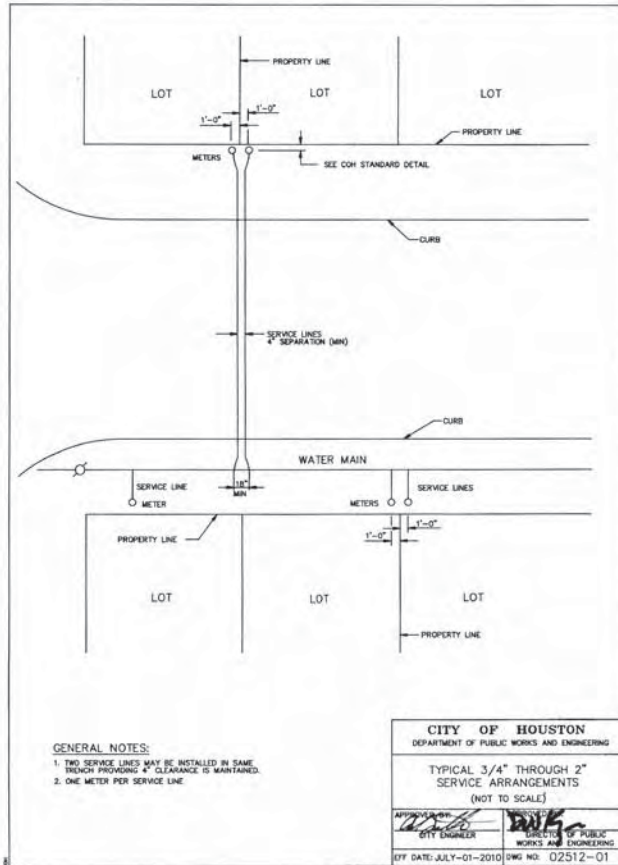 PROPERTY LINE
LOT
LOT
LOT
1'-0"
1'-0"
PROPERTY LINE
METERS
SEE COH STANDARD DETAIL
CURB
SERVICE LINES
4" SEPARATION (MIN)
CURB
WATER MAIN
SERVICE LINE
18"
MIN
METER
METERS
SERVICE LINES
PROPERTY LINE
1'-0"
1'-0"
LOT
LOT
LOT
PROPERTY LINE
GENERAL NOTES:
1. TWO SERVICE LINES MAY BE INSTALLED IN SAME
TRENCH PROVIDING 4" CLEARANCE IS MAINTAINED.
2. ONE METER PER SERVICE LINE
CITY OF HOUSTON
DEPARTMENT OF PUBLIC WORKS AND ENGINEERING
TYPICAL 3/4" THROUGH 2"
SERVICE ARRANGEMENTS
(NOT TO SCALE)
APPROVED BY:
APPROVED
CITY ENGINEER
DIRECTOR OF PUBLIC
WORKS AND ENGINEERING
EFF DATE: JULY-01-2010
DWG NO: 02512-01